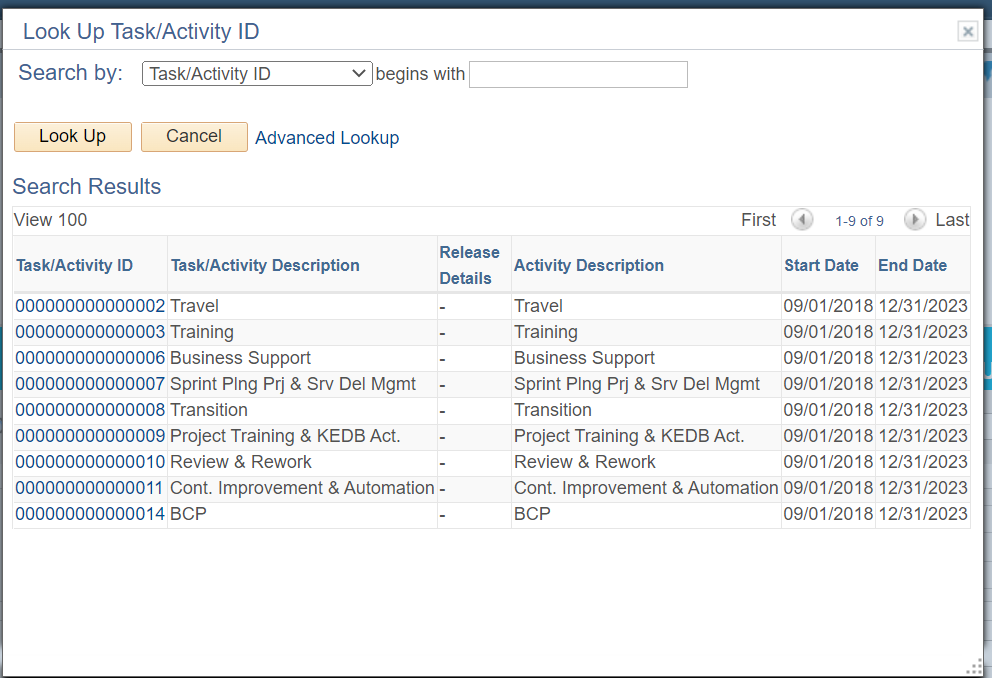 Look Up Task/Activity ID
Search by: Task/Activity ID begins with
Look Up Cancel Advanced Lookup
Search Results
View 100 First 1-9 of 9 Last
Task/Activity ID Task/Activity Description Release Details Activity Description Start Date End Date
000000000000002 Travel - Travel 09/01/2018 12/31/2023
000000000000003 Training - Training 09/01/2018 12/31/2023
000000000000006 Business Support - Business Support 09/01/2018 12/31/2023
000000000000007 Sprint Plng Prj & Srv Del Mgmt - Sprint Plng Prj & Srv Del Mgmt 09/01/2018 12/31/2023
000000000000008 Transition - Transition 09/01/2018 12/31/2023
000000000000009 Project Training & KEDB Act. - Project Training & KEDB Act. 09/01/2018 12/31/2023
000000000000010 Review & Rework - Review & Rework 09/01/2018 12/31/2023
000000000000011 Cont. Improvement & Automation - Cont. Improvement & Automation 09/01/2018 12/31/2023
000000000000014 BCP - BCP 09/01/2018 12/31/2023